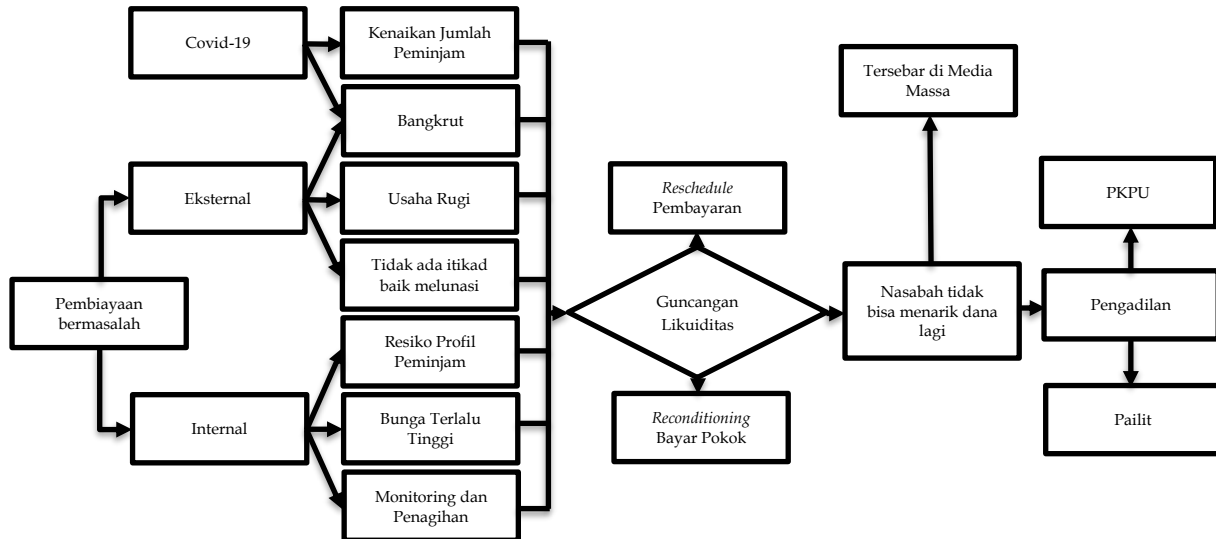 Covid-19
Kenaikan Jumlah
Peminjam
Bangkrut
Eksternal
Usaha Rugi
Tidak ada itikad
baik melunasi
Pembiayaan
bermasalah
Resiko Profil
Peminjam
Internal
Bunga Terlalu
Tinggi
Monitoring dan
Penagihan
Reschedule
Pembayaran
Guncangan
Likuiditas
Reconditioning
Bayar Pokok
Tersebar di Media
Massa
Nasabah tidak
bisa menarik dana
lagi
PKPU
Pengadilan
Pailit